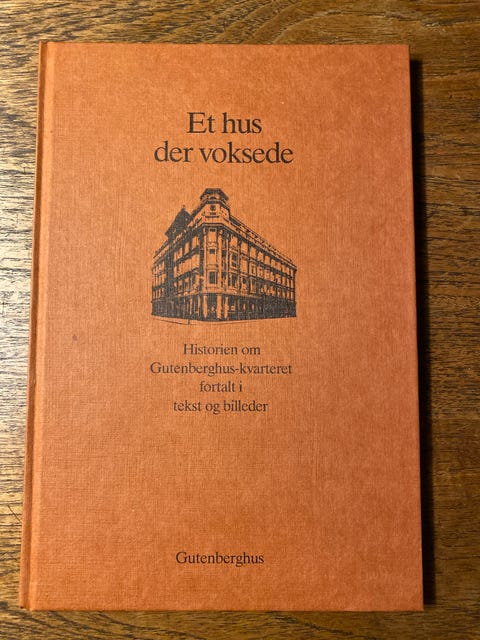 Et hus
der voksede
Historien om
Gutenberghus-kvarteret
fortalt i
tekst og billeder
Gutenberghus